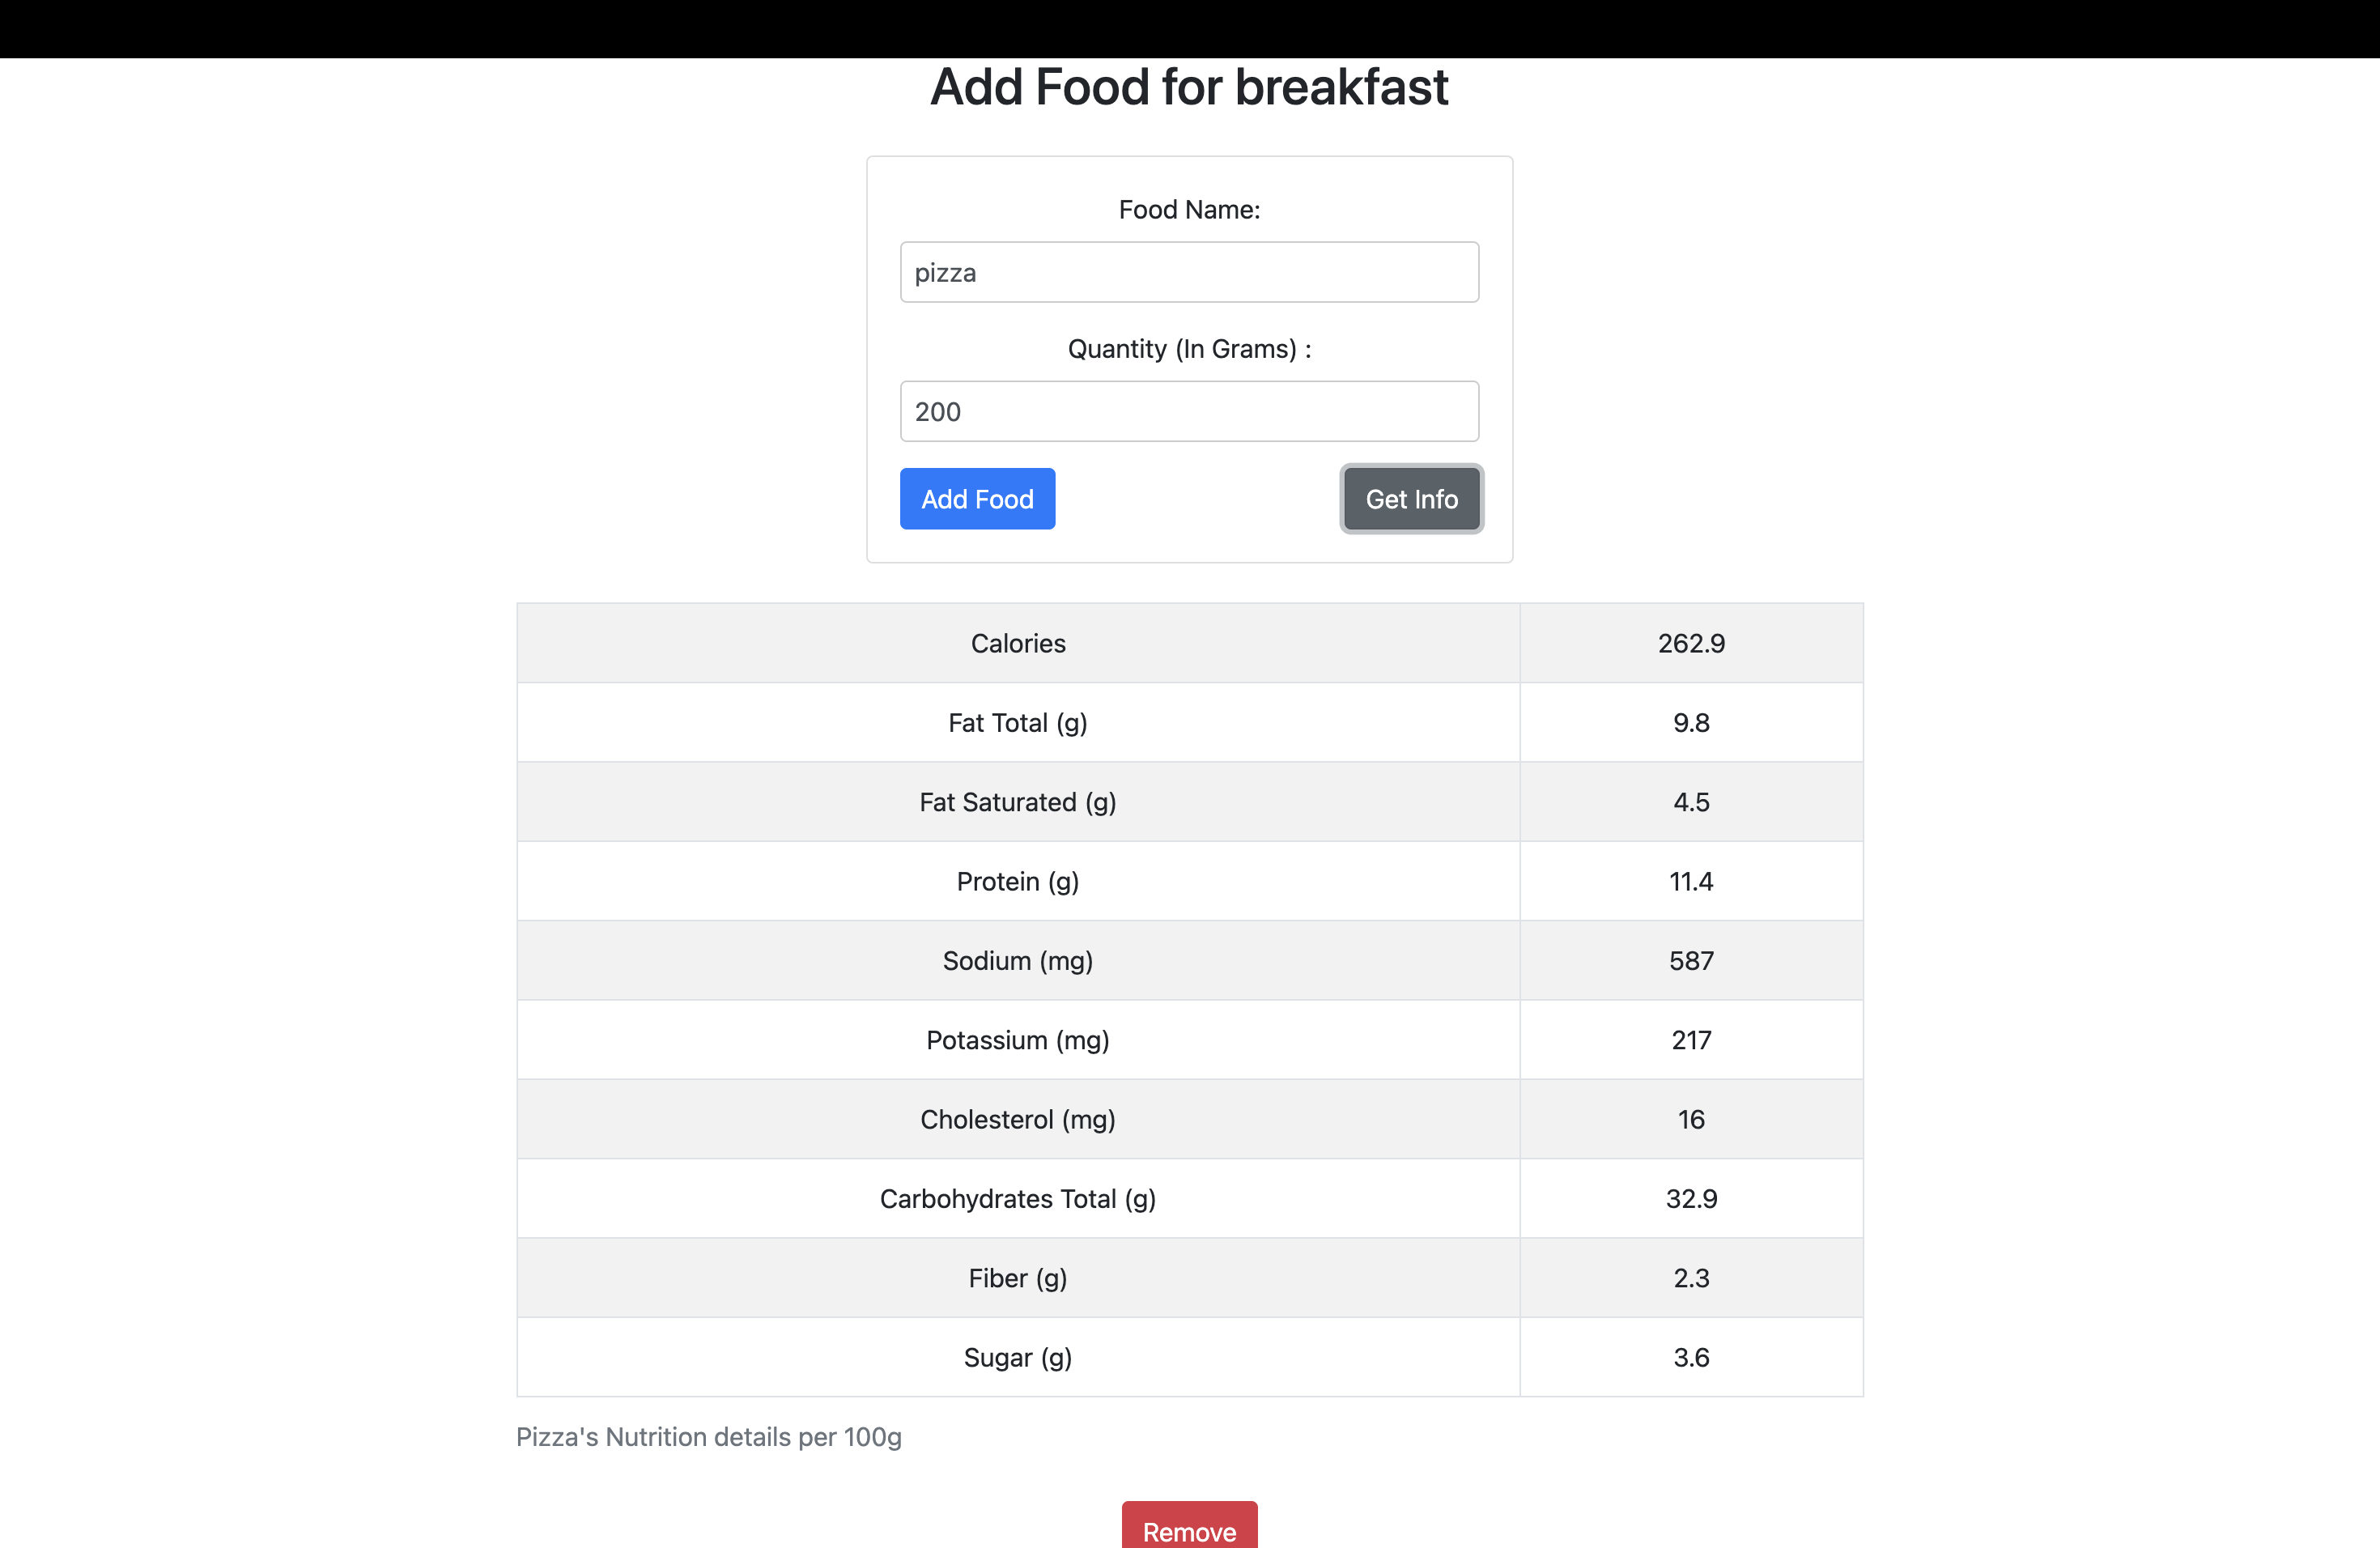 Add Food for breakfast
Food Name:
pizza
Quantity (In Grams) :
200
Add Food Get Info
Calories 262.9
Fat Total (g) 9.8
Fat Saturated (g) 4.5
Protein (g) 11.4
Sodium (mg) 587
Potassium (mg) 217
Cholesterol (mg) 16
Carbohydrates Total (g) 32.9
Fiber (g) 2.3
Sugar (g) 3.6
Pizza's Nutrition details per 100g
Remove